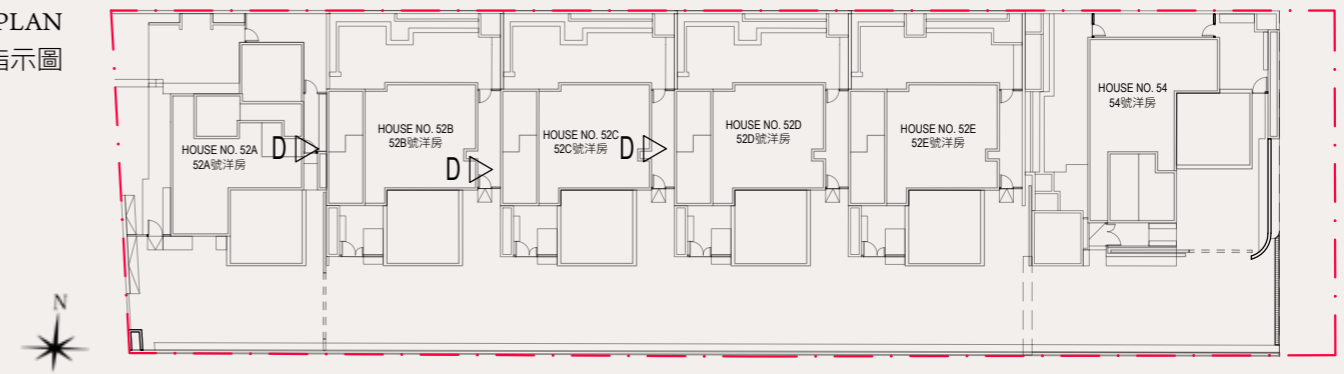 PLAN
指示圖
HOUSE NO. 52A
52A號洋房
D
HOUSE NO. 52B
52B號洋房
D
HOUSE NO. 52C
52C號洋房
D
HOUSE NO. 52D
52D號洋房
HOUSE NO. 52E
52E號洋房
HOUSE NO. 54
54號洋房
N